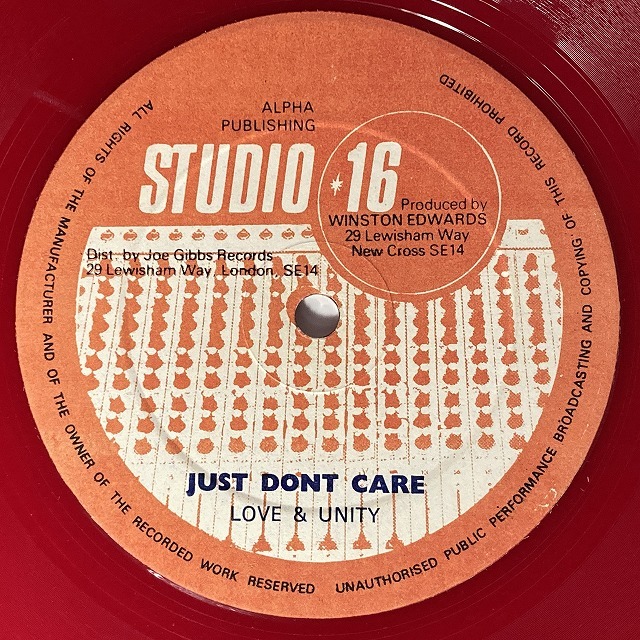 ALPHA
PUBLISHING
STUDIO 16
Produced by
WINSTON EDWARDS
29 Lewisham Way
New Cross SE14
Dist. by Joe Gibbs Records
29 Lewisham Way, London, SE14
JUST DONT CARE
LOVE & UNITY
ALL RIGHTS OF THE MANUFACTURER AND OF THE OWNER OF THE RECORDED WORK RESERVED UNAUTHORISED PUBLIC PERFORMANCE BROADCASTING AND COPYING OF THIS RECORD PROHIBITED